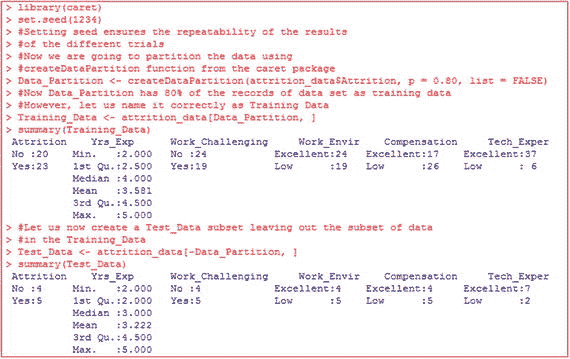 > library(caret)
> set.seed(1234)
> #Setting seed ensures the repeatability of the results
> #of the different trials
> #Now we are going to partition the data using
> #createDataPartition function from the caret package
> Data_Partition <- createDataPartition(attrition_data$Attrition, p = 0.80, list = FALSE)
> #Now Data_Partition has 80% of the records of data set as training data
> #However, let us name it correctly as Training Data
> Training_Data <- attrition_data[Data_Partition, ]
> summary(Training_Data)
Attrition Yrs_Exp Work_Challenging Work_Envir Compensation Tech_Exper
No :20 Min. :2.000 No :24 Excellent:24 Excellent:17 Excellent:37
Yes:23 1st Qu.:2.500 Yes:19 Low :19 Low :26 Low : 6
Median :4.000
Mean :3.581
3rd Qu.:4.500
Max. :5.000
> #Let us now create a Test_Data subset leaving out the subset of data
> #in the Training_Data
> Test_Data <- attrition_data[-Data_Partition, ]
> summary(Test_Data)
Attrition Yrs_Exp Work_Challenging Work_Envir Compensation Tech_Exper
No :4 Min. :2.000 No :4 Excellent:4 Excellent:4 Excellent:7
Yes:5 1st Qu.:2.000 Yes:5 Low :5 Low :5 Low :2
Median :3.000
Mean :3.222
3rd Qu.:4.500
Max. :5.000